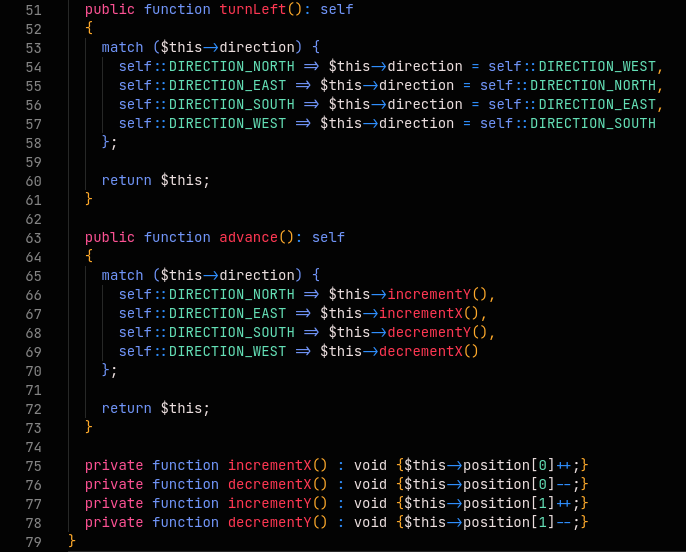 51 public function turnLeft(): self
52 {
53 match ($this->direction) {
54 self::DIRECTION_NORTH => $this->direction = self::DIRECTION_WEST,
55 self::DIRECTION_EAST => $this->direction = self::DIRECTION_NORTH,
56 self::DIRECTION_SOUTH => $this->direction = self::DIRECTION_EAST,
57 self::DIRECTION_WEST => $this->direction = self::DIRECTION_SOUTH
58 };
59
60 return $this;
61 }
62
63 public function advance(): self
64 {
65 match ($this->direction) {
66 self::DIRECTION_NORTH => $this->incrementY(),
67 self::DIRECTION_EAST => $this->incrementX(),
68 self::DIRECTION_SOUTH => $this->decrementY(),
69 self::DIRECTION_WEST => $this->decrementX()
70 };
71
72 return $this;
73 }
74
75 private function incrementX() : void {$this->position[0]++;}
76 private function decrementX() : void {$this->position[0]--;}
77 private function incrementY() : void {$this->position[1]++;}
78 private function decrementY() : void {$this->position[1]--;}
79 }